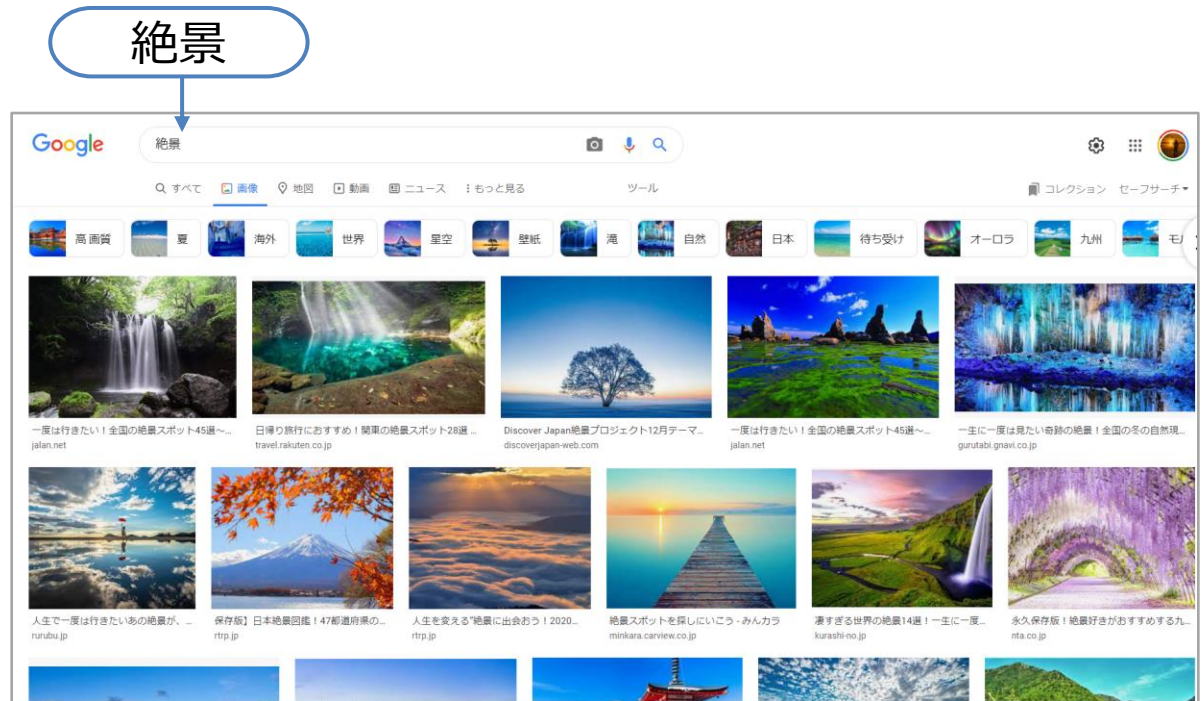 絶景
Google
絶景
すべて 画像 地図 動画 ニュース もっと見る ツール コレクション セーフサーチ
高画質 夏 海外 世界 星空 壁紙 滝 自然 日本 待ち受け オーロラ 九州
一度は行きたい！全国の絶景スポット45選～... 日帰り旅行におすすめ！関東の絶景スポット28選 ... Discover Japan絶景プロジェクト12月テーマ... 一度は行きたい！全国の絶景スポット45選～... 一生に一度は見たい奇跡の絶景！全国の冬の自然現...
jalan.net travel.rakuten.co.jp discoverjapan-web.com jalan.net gurutabi.gnavi.co.jp
人生で一度は行きたいあの絶景が、... 保存版】日本絶景図鑑！47都道府県の... 人生を変える"絶景に出会おう！2020... 絶景スポットを探しにいこう - みんカラ 凄すぎる世界の絶景14選！一生に一度... 永久保存版！絶景好きがおすすめする九...
rurubu.jp rtrp.jp rtrp.jp minkara.carview.co.jp kurashi-no.jp nta.co.jp